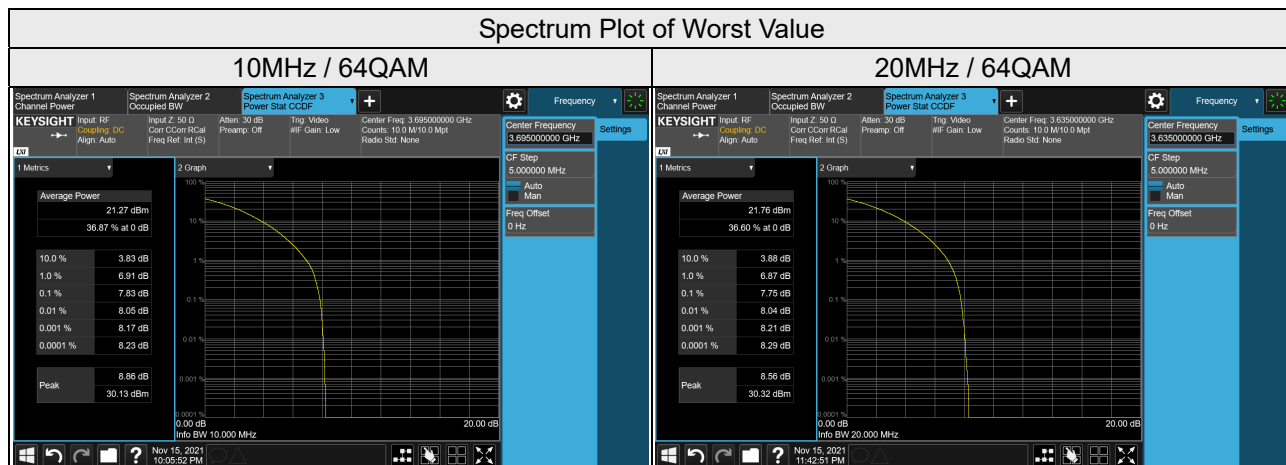 Spectrum Plot of Worst Value
10MHz / 64QAM
Spectrum Analyzer 1
Channel Power
Spectrum Analyzer 2
Occupied BW
Spectrum Analyzer 3
Power Stat CCDF
Frequency
KEYSIGHT
Input: RF
Coupling: DC
Align: Auto
Input Z: 50 Ω
Corr CCorr RCal
Freq Ref: Int (S)
Atten: 30 dB
Preamp: Off
Trig: Video
#IF Gain: Low
Center Freq: 3.695000000 GHz
Counts: 10.0 M/10.0 Mpt
Radio Std: None
LXI
Center Frequency
3.695000000 GHz
Settings
CF Step
5.000000 MHz
Auto
Man
Freq Offset
0 Hz
1 Metrics
2 Graph
Average Power
21.27 dBm
36.87 % at 0 dB
10.0 % 3.83 dB
1.0 % 6.91 dB
0.1 % 7.83 dB
0.01 % 8.05 dB
0.001 % 8.17 dB
0.0001 % 8.23 dB
Peak
8.86 dB
30.13 dBm
100 %
10 %
1 %
0.1 %
0.01 %
0.001 %
0.0001 %
0.00 dB 20.00 dB
Info BW 10.000 MHz
?
Nov 15, 2021
10:05:52 PM
20MHz / 64QAM
Spectrum Analyzer 1
Channel Power
Spectrum Analyzer 2
Occupied BW
Spectrum Analyzer 3
Power Stat CCDF
Frequency
KEYSIGHT
Input: RF
Coupling: DC
Align: Auto
Input Z: 50 Ω
Corr CCorr RCal
Freq Ref: Int (S)
Atten: 30 dB
Preamp: Off
Trig: Video
#IF Gain: Low
Center Freq: 3.635000000 GHz
Counts: 10.0 M/10.0 Mpt
Radio Std: None
LXI
Center Frequency
3.635000000 GHz
Settings
CF Step
5.000000 MHz
Auto
Man
Freq Offset
0 Hz
1 Metrics
2 Graph
Average Power
21.76 dBm
36.60 % at 0 dB
10.0 % 3.88 dB
1.0 % 6.87 dB
0.1 % 7.75 dB
0.01 % 8.04 dB
0.001 % 8.21 dB
0.0001 % 8.29 dB
Peak
8.56 dB
30.32 dBm
100 %
10 %
1 %
0.1 %
0.01 %
0.001 %
0.0001 %
0.00 dB 20.00 dB
Info BW 20.000 MHz
?
Nov 15, 2021
11:42:51 PM